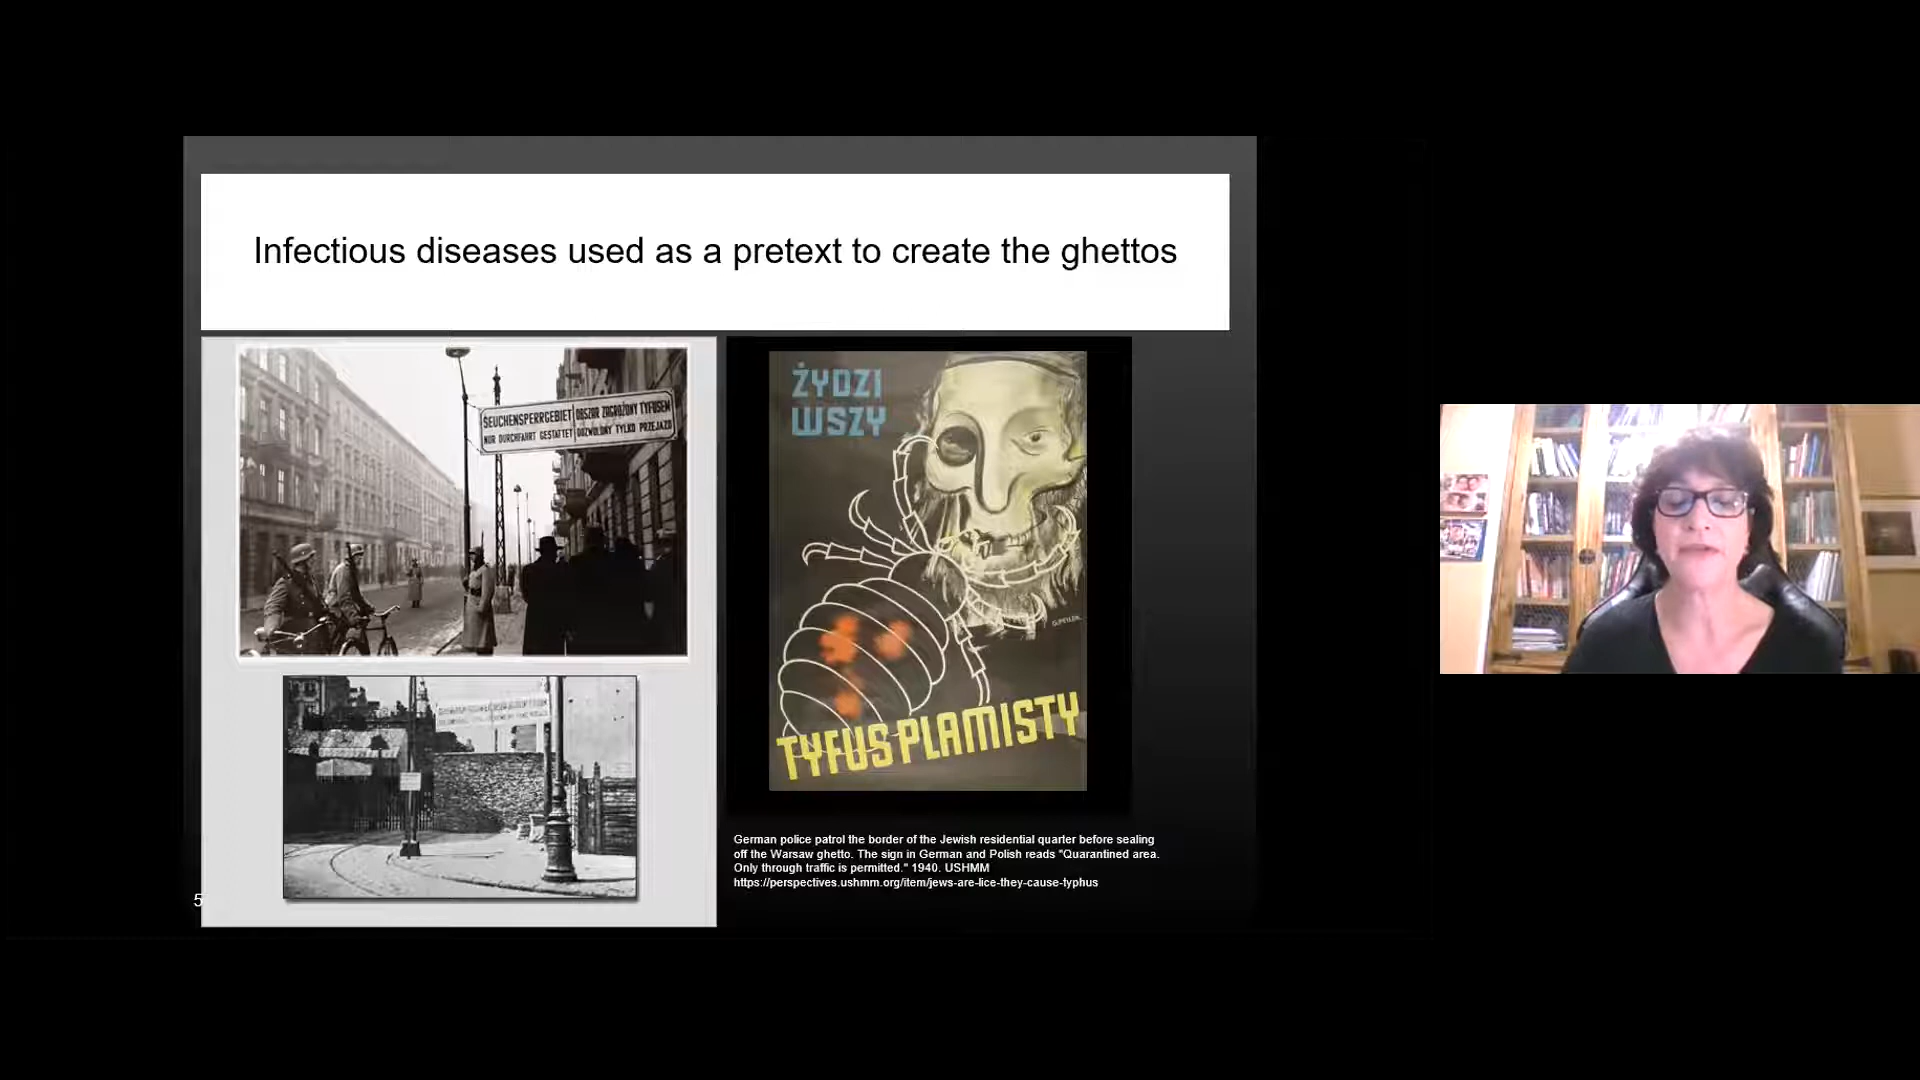 Infectious diseases used as a pretext to create the ghettos
SEUCHENSPERRGEBIET
NUR DURCHFAHRT GESTATTET
OBSZAR ZAGROŻONY TYFUSEM
DOZWOLONY TYLKO PRZEJAZD
ŻYDZI
WSZY
TYFUS PLAMISTY
German police patrol the border of the Jewish residential quarter before sealing
off the Warsaw ghetto. The sign in German and Polish reads "Quarantined area.
Only through traffic is permitted." 1940. USHMM
https://perspectives.ushmm.org/item/jews-are-lice-they-cause-typhus
5